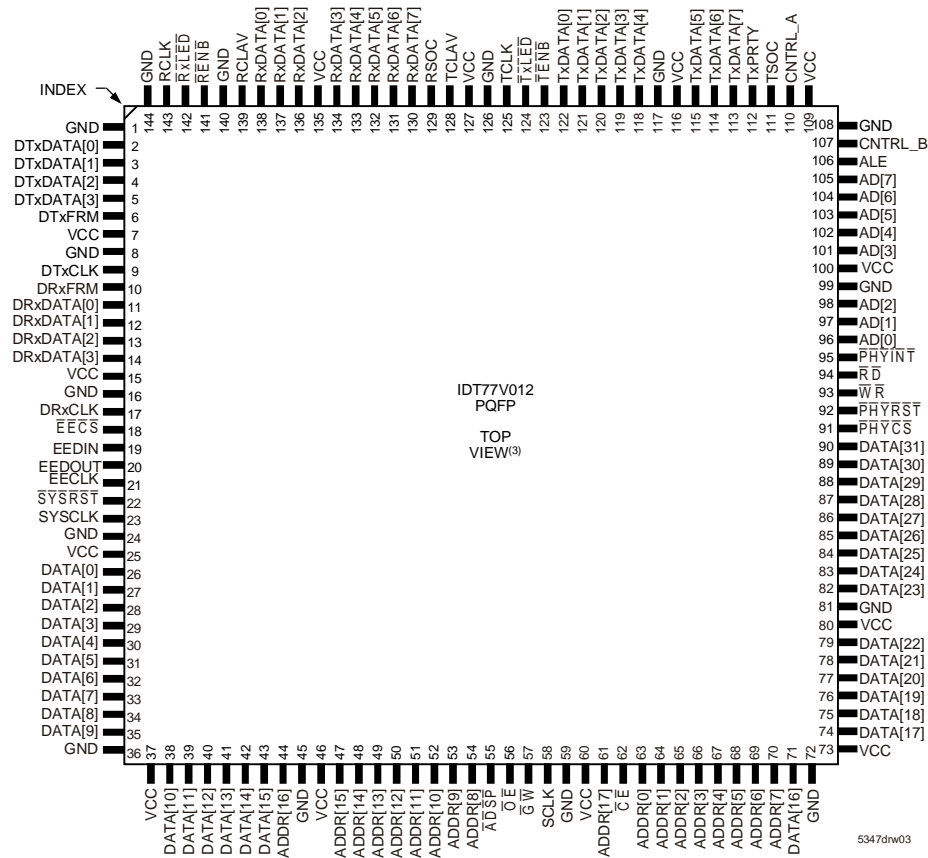 GND 144
RCLK 143
RxLED 142
RENB 141
GND 140
RCLAV 139
RxDATA[0] 138
RxDATA[1] 137
RxDATA[2] 136
VCC 135
RxDATA[3] 134
RxDATA[4] 133
RxDATA[5] 132
RxDATA[6] 131
RxDATA[7] 130
RSOC 129
TCLAV 128
VCC 127
GND 126
TCLK 125
TxLED 124
TENB 123
TxDATA[0] 122
TxDATA[1] 121
TxDATA[2] 120
TxDATA[3] 119
TxDATA[4] 118
GND 117
VCC 116
TxDATA[5] 115
TxDATA[6] 114
TxDATA[7] 113
TxPRTY 112
TSOC 111
CNTRL_A 110
VCC 109
INDEX
GND 1
DTxDATA[0] 2
DTxDATA[1] 3
DTxDATA[2] 4
DTxDATA[3] 5
DTxFRM 6
VCC 7
GND 8
DTxCLK 9
DRxFRM 10
DRxDATA[0] 11
DRxDATA[1] 12
DRxDATA[2] 13
DRxDATA[3] 14
VCC 15
GND 16
DRxCLK 17
EECS 18
EEDIN 19
EEDOUT 20
EECLK 21
SYSRST 22
SYSCLK 23
GND 24
VCC 25
DATA[0] 26
DATA[1] 27
DATA[2] 28
DATA[3] 29
DATA[4] 30
DATA[5] 31
DATA[6] 32
DATA[7] 33
DATA[8] 34
DATA[9] 35
GND 36
IDT77V012
PQFP
TOP
VIEW(3)
108 GND
107 CNTRL_B
106 ALE
105 AD[7]
104 AD[6]
103 AD[5]
102 AD[4]
101 AD[3]
100 VCC
99 GND
98 AD[2]
97 AD[1]
96 AD[0]
95 PHYINT
94 RD
93 WR
92 PHYRST
91 PHYCS
90 DATA[31]
89 DATA[30]
88 DATA[29]
87 DATA[28]
86 DATA[27]
85 DATA[26]
84 DATA[25]
83 DATA[24]
82 DATA[23]
81 GND
80 VCC
79 DATA[22]
78 DATA[21]
77 DATA[20]
76 DATA[19]
75 DATA[18]
74 DATA[17]
73 VCC
37 VCC
38 DATA[10]
39 DATA[11]
40 DATA[12]
41 DATA[13]
42 DATA[14]
43 DATA[15]
44 ADDR[16]
45 GND
46 VCC
47 ADDR[15]
48 ADDR[14]
49 ADDR[13]
50 ADDR[12]
51 ADDR[11]
52 ADDR[10]
53 ADDR[9]
54 ADDR[8]
55 ADSP
56 OE
57 GW
58 SCLK
59 GND
60 VCC
61 ADDR[17]
62 CE
63 ADDR[0]
64 ADDR[1]
65 ADDR[2]
66 ADDR[3]
67 ADDR[4]
68 ADDR[5]
69 ADDR[6]
70 ADDR[7]
71 DATA[16]
72 GND
5347drw03